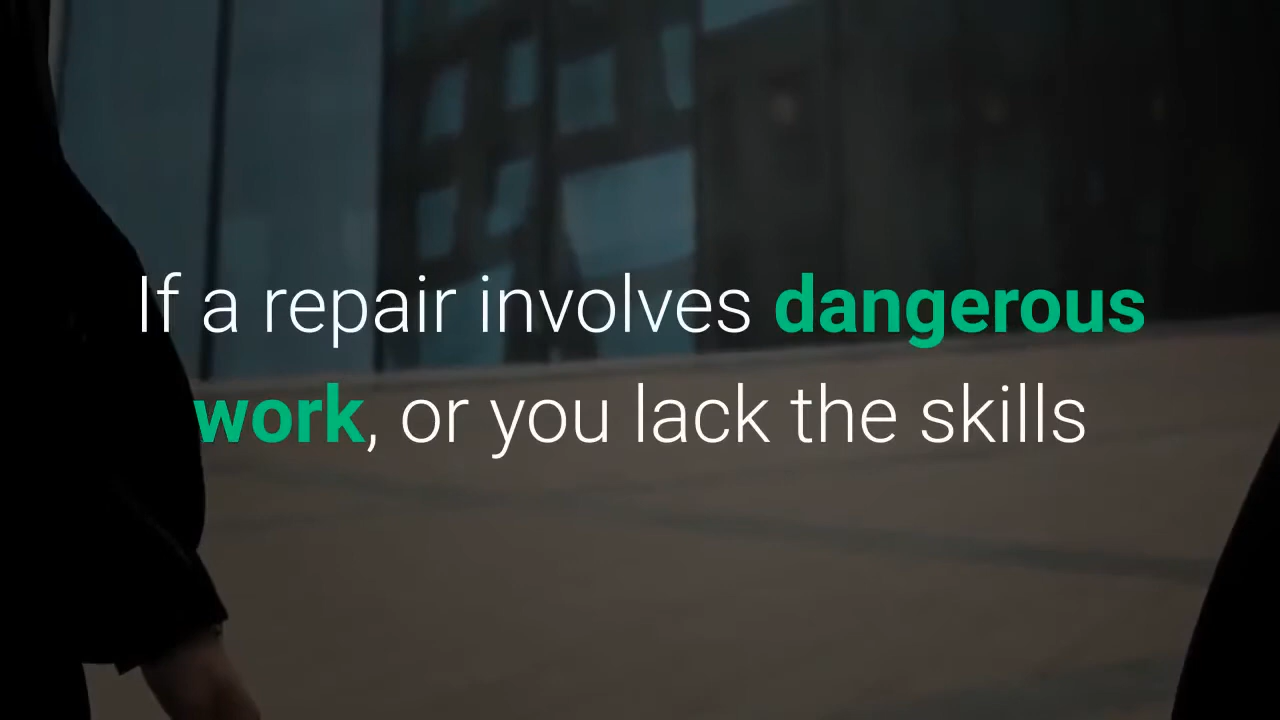 If a repair involves dangerous
work, or you lack the skills